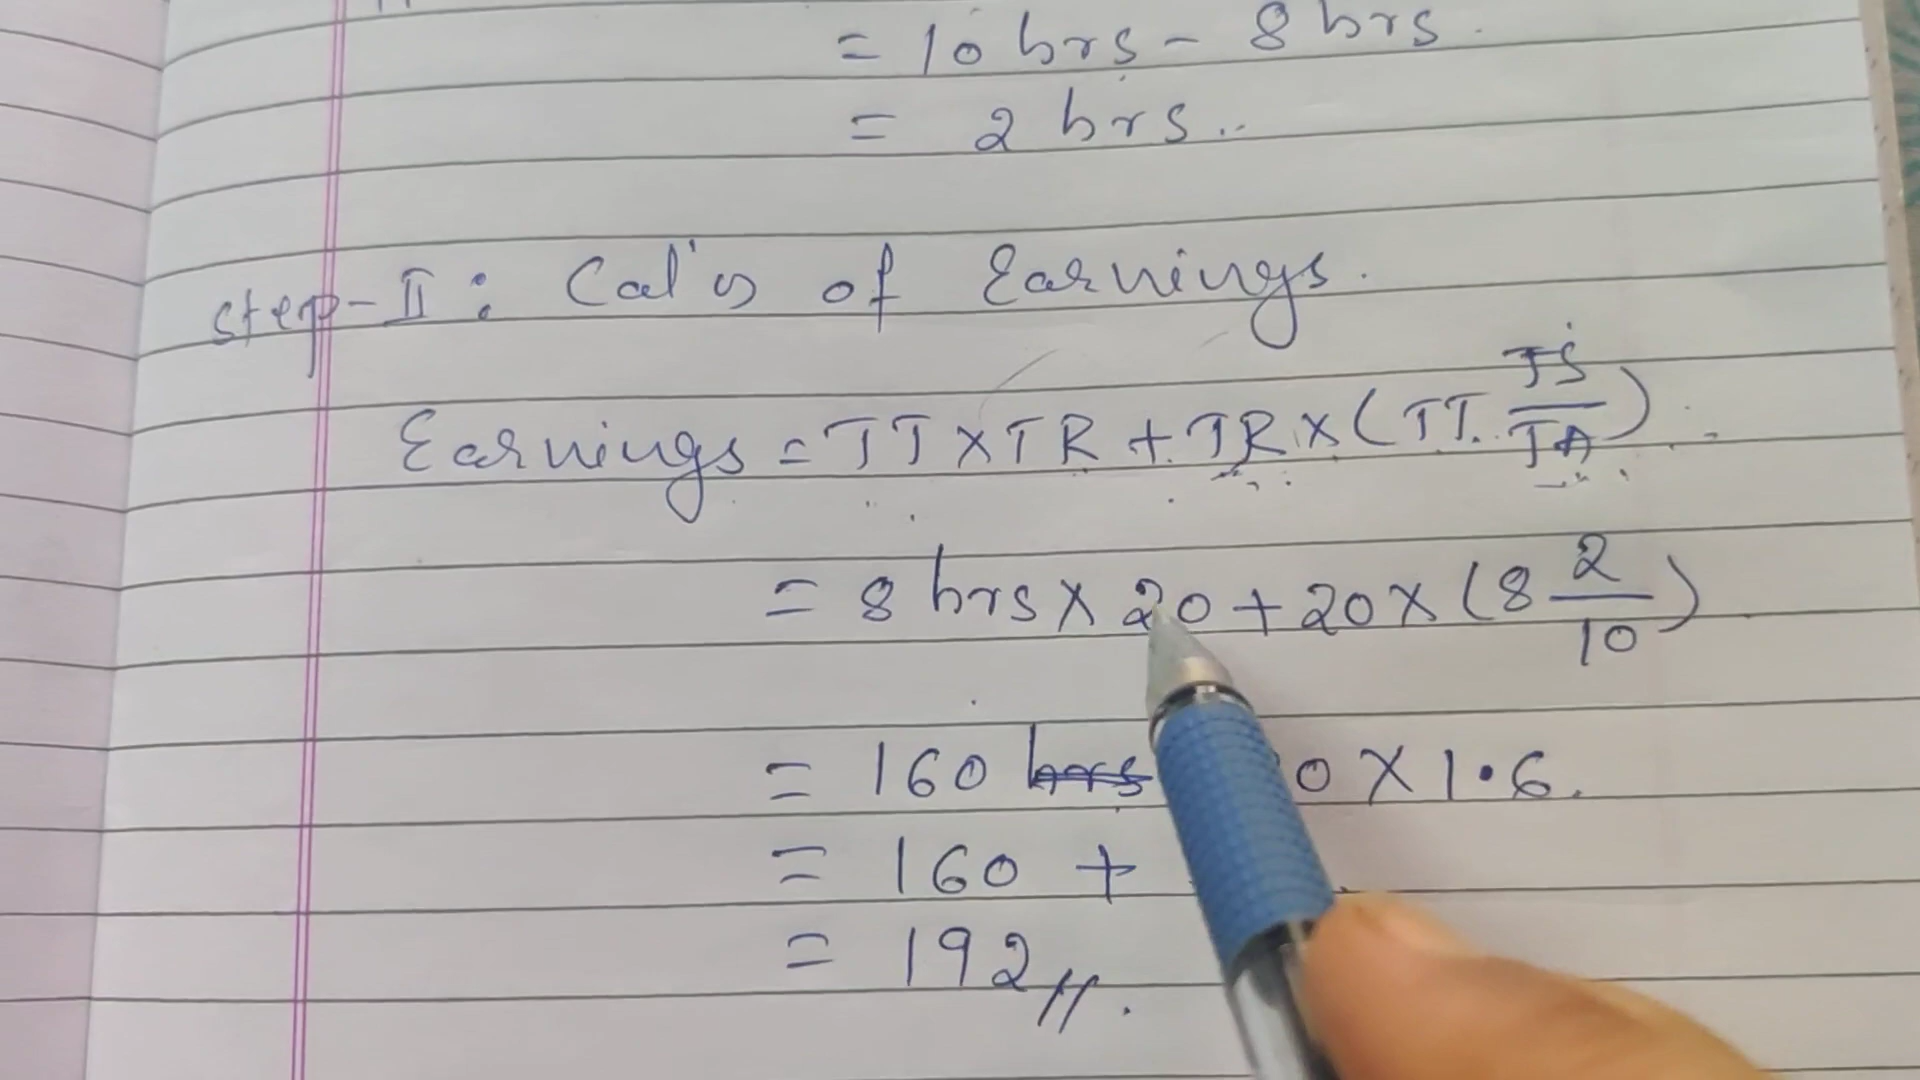 = 10 hrs - 8 hrs.
= 2 hrs..
Step-II : Cal'n of Earnings.
Earnings = TT X TR + TR X (TT. TS/TA)
= 8 hrs X 20 + 20 X (8 2/10)
= 160 hrs 0 X 1.6.
= 160 +
= 192 //.